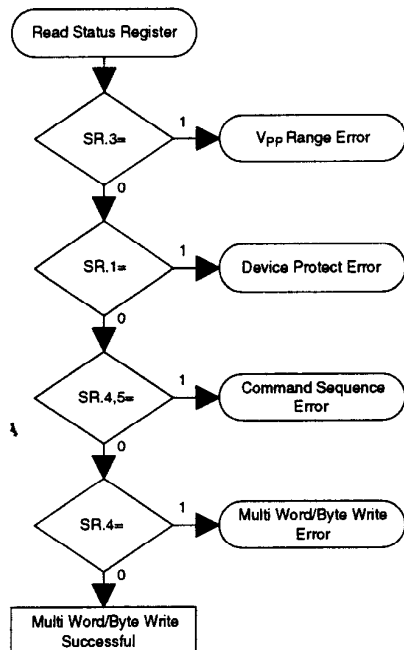 Read Status Register
SR.3=
1
VPP Range Error
0
SR.1=
1
Device Protect Error
0
SR.4,5=
1
Command Sequence
Error
0
SR.4=
1
Multi Word/Byte Write
Error
0
Multi Word/Byte Write
Successful